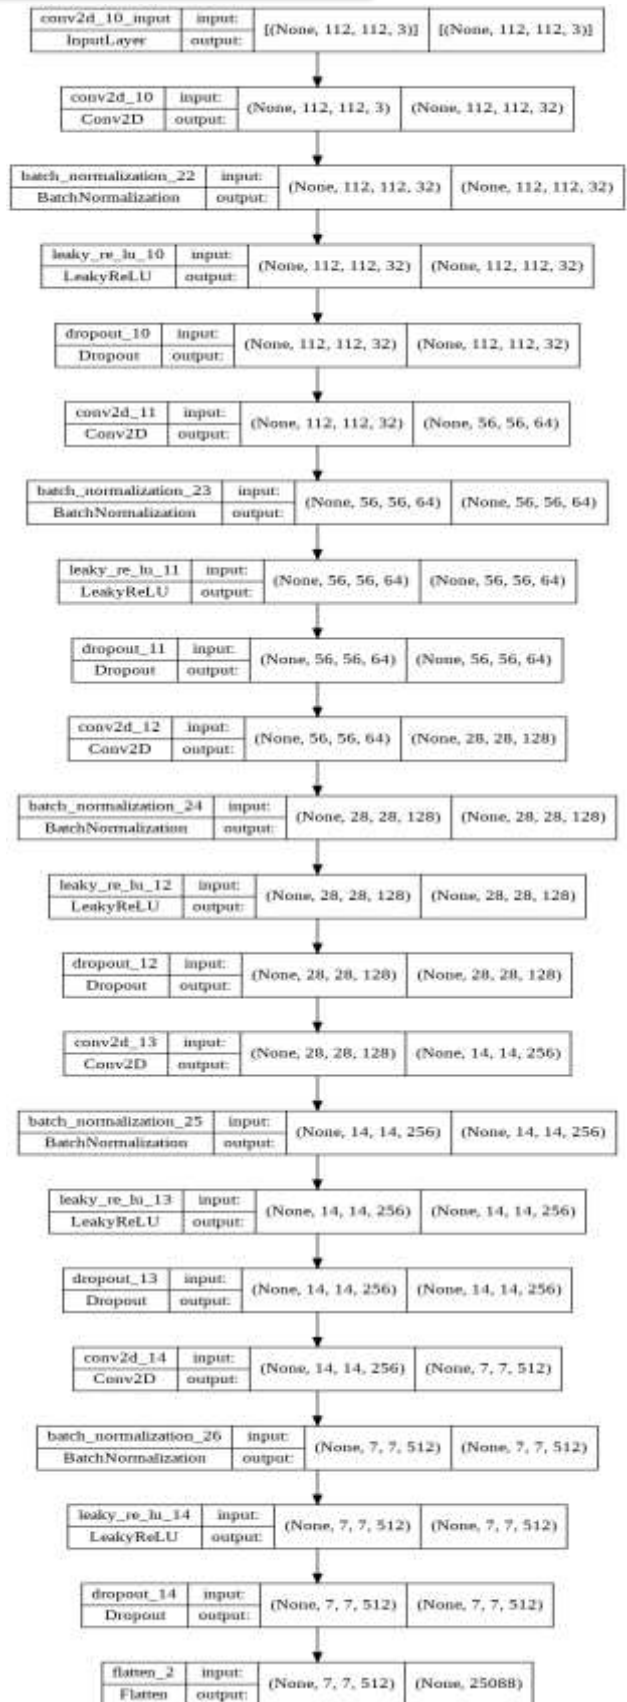 conv2d_10_input input: [(None, 112, 112, 3)] [(None, 112, 112, 3)]
InputLayer output:
conv2d_10 input: (None, 112, 112, 3) (None, 112, 112, 32)
Conv2D output:
batch_normalization_22 input: (None, 112, 112, 32) (None, 112, 112, 32)
BatchNormalization output:
leaky_re_lu_10 input: (None, 112, 112, 32) (None, 112, 112, 32)
LeakyReLU output:
dropout_10 input: (None, 112, 112, 32) (None, 112, 112, 32)
Dropout output:
conv2d_11 input: (None, 112, 112, 32) (None, 56, 56, 64)
Conv2D output:
batch_normalization_23 input: (None, 56, 56, 64) (None, 56, 56, 64)
BatchNormalization output:
leaky_re_lu_11 input: (None, 56, 56, 64) (None, 56, 56, 64)
LeakyReLU output:
dropout_11 input: (None, 56, 56, 64) (None, 56, 56, 64)
Dropout output:
conv2d_12 input: (None, 56, 56, 64) (None, 28, 28, 128)
Conv2D output:
batch_normalization_24 input: (None, 28, 28, 128) (None, 28, 28, 128)
BatchNormalization output:
leaky_re_lu_12 input: (None, 28, 28, 128) (None, 28, 28, 128)
LeakyReLU output:
dropout_12 input: (None, 28, 28, 128) (None, 28, 28, 128)
Dropout output:
conv2d_13 input: (None, 28, 28, 128) (None, 14, 14, 256)
Conv2D output:
batch_normalization_25 input: (None, 14, 14, 256) (None, 14, 14, 256)
BatchNormalization output:
leaky_re_lu_13 input: (None, 14, 14, 256) (None, 14, 14, 256)
LeakyReLU output:
dropout_13 input: (None, 14, 14, 256) (None, 14, 14, 256)
Dropout output:
conv2d_14 input: (None, 14, 14, 256) (None, 7, 7, 512)
Conv2D output:
batch_normalization_26 input: (None, 7, 7, 512) (None, 7, 7, 512)
BatchNormalization output:
leaky_re_lu_14 input: (None, 7, 7, 512) (None, 7, 7, 512)
LeakyReLU output:
dropout_14 input: (None, 7, 7, 512) (None, 7, 7, 512)
Dropout output:
flatten_2 input: (None, 7, 7, 512) (None, 25088)
Flatten output: